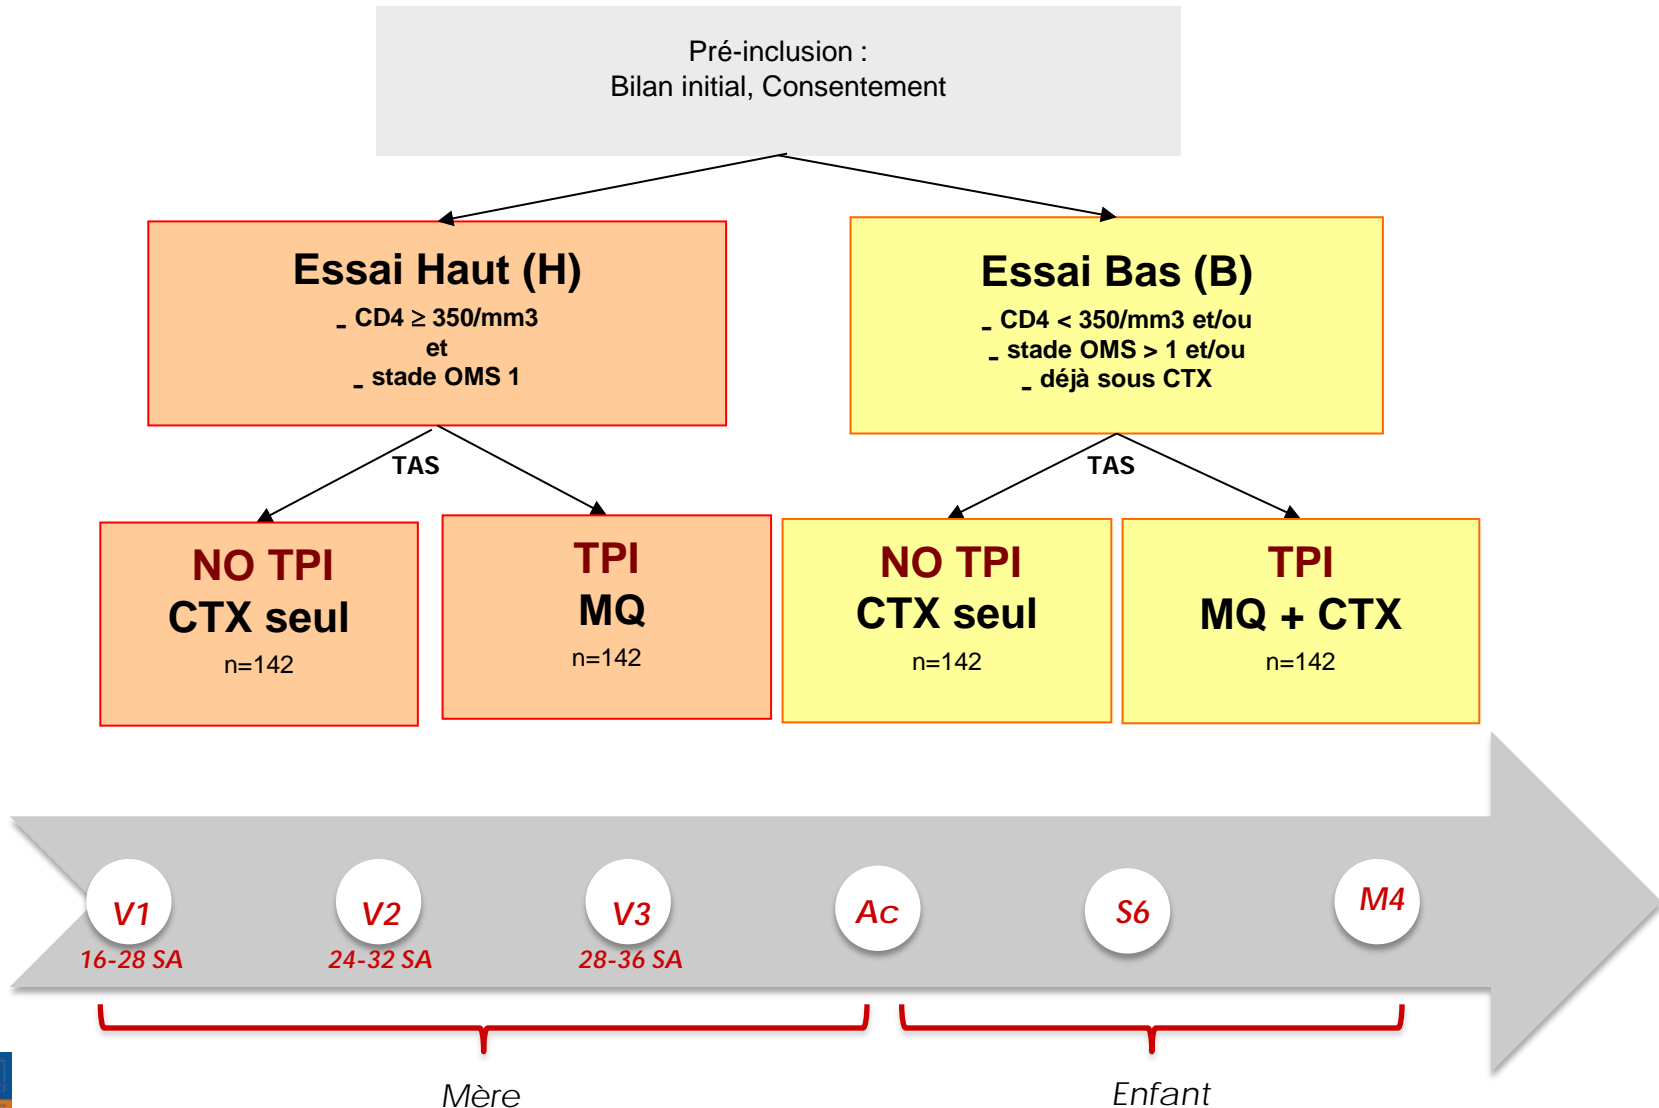 Pré-inclusion :
Bilan initial, Consentement
Essai Haut (H)
- CD4 ≥ 350/mm3
et
- stade OMS 1
Essai Bas (B)
- CD4 < 350/mm3 et/ou
- stade OMS > 1 et/ou
- déjà sous CTX
TAS
TAS
NO TPI
CTX seul
n=142
TPI
MQ
n=142
NO TPI
CTX seul
n=142
TPI
MQ + CTX
n=142
V1
16-28 SA
V2
24-32 SA
V3
28-36 SA
Ac
S6
M4
Mère
Enfant